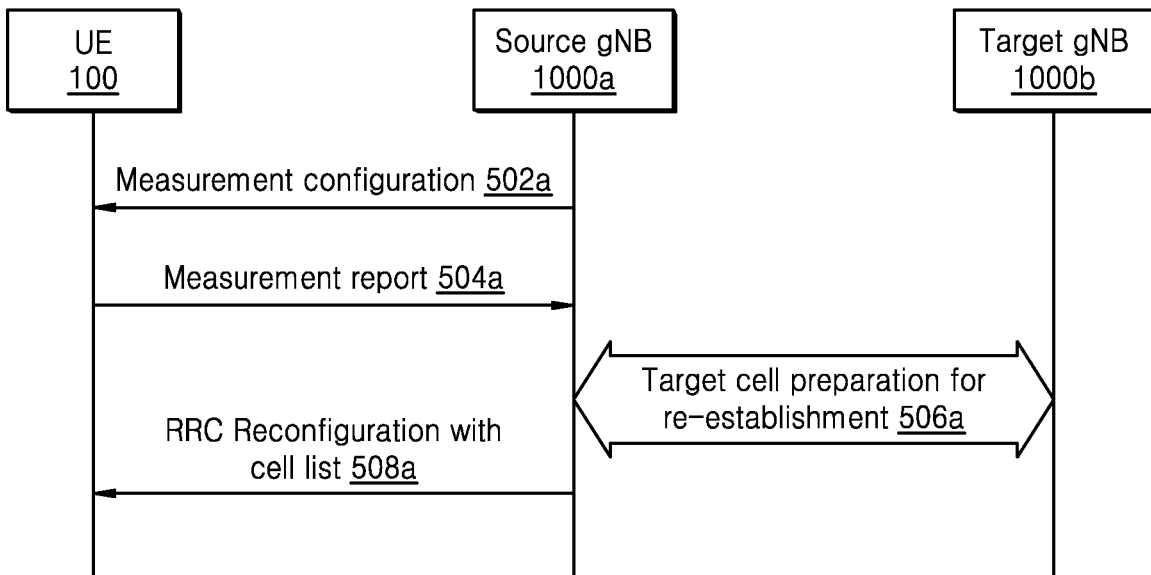 UE
100
Source gNB
1000a
Target gNB
1000b
Measurement configuration 502a
Measurement report 504a
Target cell preparation for
re-establishment 506a
RRC Reconfiguration with
cell list 508a